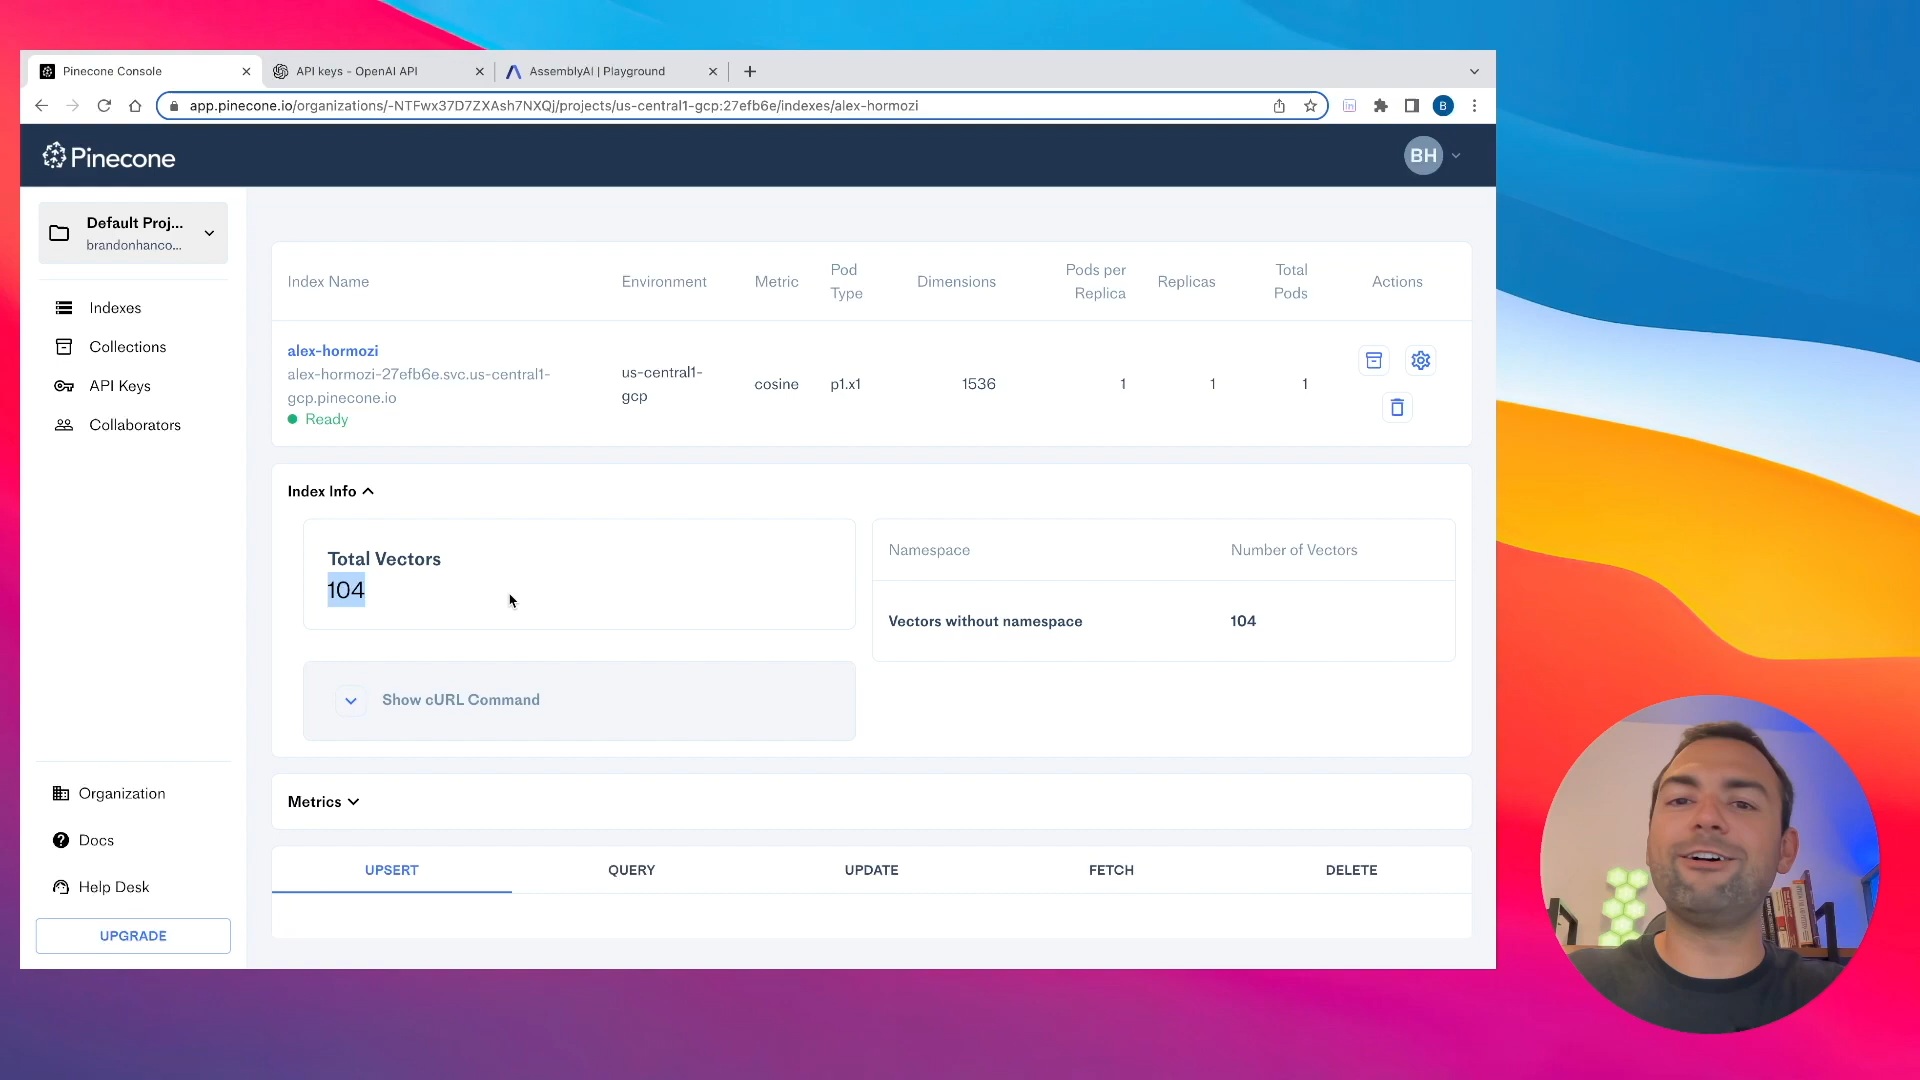 Pinecone Console
API keys - OpenAI API
AssemblyAI | Playground
app.pinecone.io/organizations/-NTFwx37D7ZXAsh7NXQj/projects/us-central1-gcp:27efb6e/indexes/alex-hormozi
in
B
Pinecone
BH
Default Proj...
brandonhanco...
Indexes
Collections
API Keys
Collaborators
Organization
Docs
Help Desk
UPGRADE
Index Name
Environment
Metric
Pod
Type
Dimensions
Pods per
Replica
Replicas
Total
Pods
Actions
alex-hormozi
alex-hormozi-27efb6e.svc.us-central1-
gcp.pinecone.io
Ready
us-central1-
gcp
cosine
p1.x1
1536
1
1
1
Index Info
Total Vectors
104
Show cURL Command
Namespace
Number of Vectors
Vectors without namespace
104
Metrics
UPSERT
QUERY
UPDATE
FETCH
DELETE